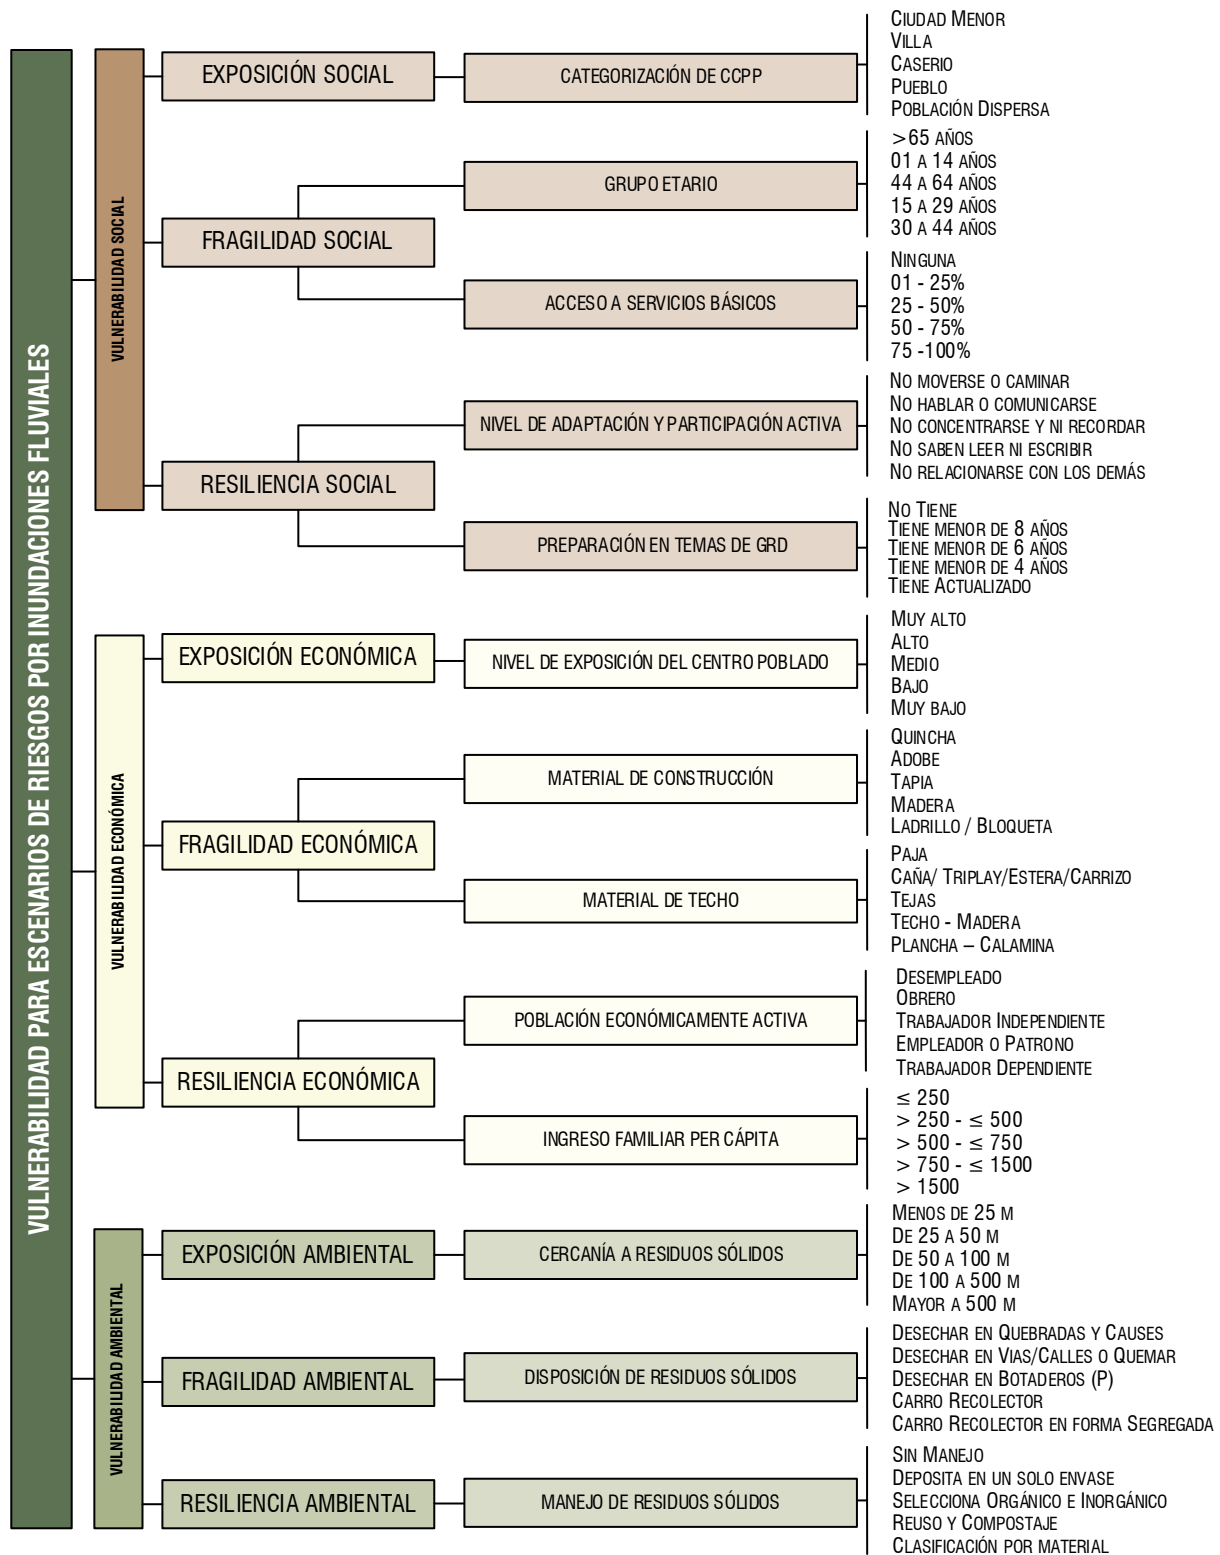 VULNERABILIDAD PARA ESCENARIOS DE RIESGOS POR INUNDACIONES FLUVIALES
VULNERABILIDAD SOCIAL
EXPOSICIÓN SOCIAL
CATEGORIZACIÓN DE CCPP
CIUDAD MENOR
VILLA
CASERIO
PUEBLO
POBLACIÓN DISPERSA
FRAGILIDAD SOCIAL
GRUPO ETARIO
>65 AÑOS
01 A 14 AÑOS
44 A 64 AÑOS
15 A 29 AÑOS
30 A 44 AÑOS
ACCESO A SERVICIOS BÁSICOS
NINGUNA
01 - 25%
25 - 50%
50 - 75%
75 -100%
RESILIENCIA SOCIAL
NIVEL DE ADAPTACIÓN Y PARTICIPACIÓN ACTIVA
NO MOVERSE O CAMINAR
NO HABLAR O COMUNICARSE
NO CONCENTRARSE Y NI RECORDAR
NO SABEN LEER NI ESCRIBIR
NO RELACIONARSE CON LOS DEMÁS
PREPARACIÓN EN TEMAS DE GRD
NO TIENE
TIENE MENOR DE 8 AÑOS
TIENE MENOR DE 6 AÑOS
TIENE MENOR DE 4 AÑOS
TIENE ACTUALIZADO
VULNERABILIDAD ECONÓMICA
EXPOSICIÓN ECONÓMICA
NIVEL DE EXPOSICIÓN DEL CENTRO POBLADO
MUY ALTO
ALTO
MEDIO
BAJO
MUY BAJO
FRAGILIDAD ECONÓMICA
MATERIAL DE CONSTRUCCIÓN
QUINCHA
ADOBE
TAPIA
MADERA
LADRILLO / BLOQUETA
MATERIAL DE TECHO
PAJA
CAÑA/ TRIPLAY/ESTERA/CARRIZO
TEJAS
TECHO - MADERA
PLANCHA – CALAMINA
RESILIENCIA ECONÓMICA
POBLACIÓN ECONÓMICAMENTE ACTIVA
DESEMPLEADO
OBRERO
TRABAJADOR INDEPENDIENTE
EMPLEADOR O PATRONO
TRABAJADOR DEPENDIENTE
INGRESO FAMILIAR PER CÁPITA
≤ 250
> 250 - ≤ 500
> 500 - ≤ 750
> 750 - ≤ 1500
> 1500
VULNERABILIDAD AMBIENTAL
EXPOSICIÓN AMBIENTAL
CERCANÍA A RESIDUOS SÓLIDOS
MENOS DE 25 M
DE 25 A 50 M
DE 50 A 100 M
DE 100 A 500 M
MAYOR A 500 M
FRAGILIDAD AMBIENTAL
DISPOSICIÓN DE RESIDUOS SÓLIDOS
DESECHAR EN QUEBRADAS Y CAUSES
DESECHAR EN VIAS/CALLES O QUEMAR
DESECHAR EN BOTADEROS (P)
CARRO RECOLECTOR
CARRO RECOLECTOR EN FORMA SEGREGADA
RESILIENCIA AMBIENTAL
MANEJO DE RESIDUOS SÓLIDOS
SIN MANEJO
DEPOSITA EN UN SOLO ENVASE
SELECCIONA ORGÁNICO E INORGÁNICO
REUSO Y COMPOSTAJE
CLASIFICACIÓN POR MATERIAL